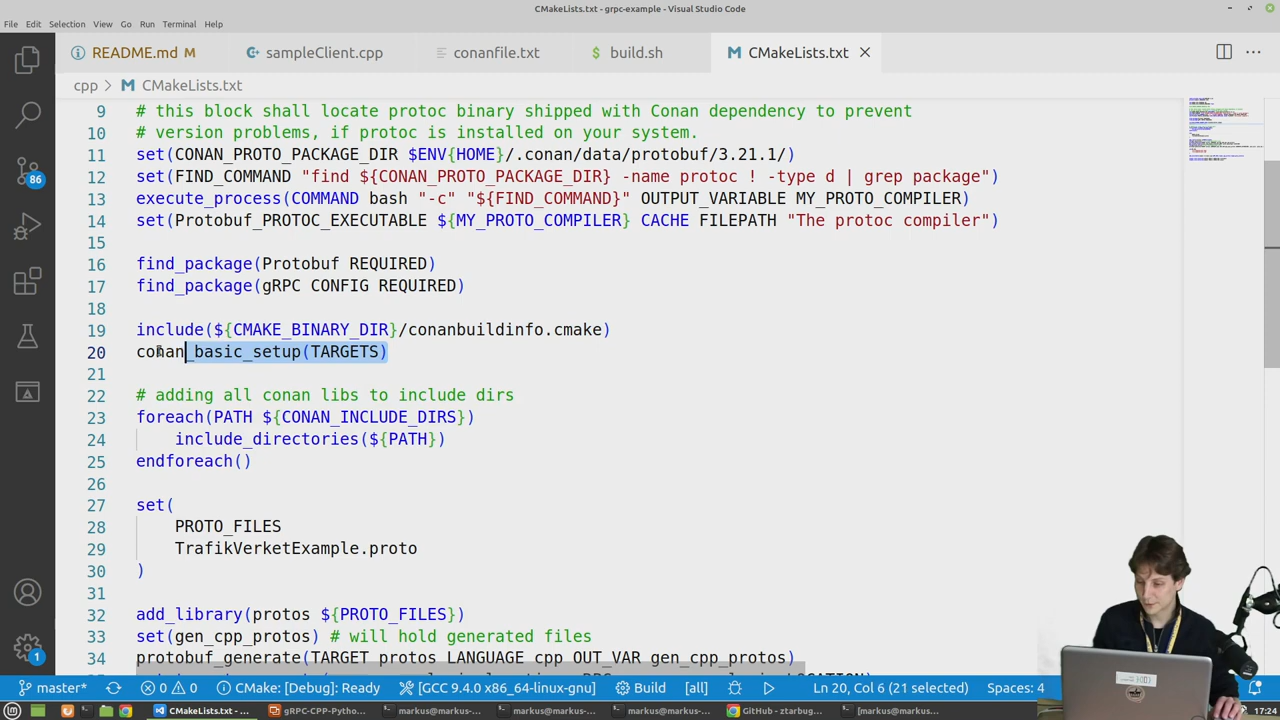 CMakeLists.txt - grpc-example - Visual Studio Code
File Edit Selection View Go Run Terminal Help
README.md M sampleClient.cpp conanfile.txt $ build.sh M CMakeLists.txt
cpp > M CMakeLists.txt
9 # this block shall locate protoc binary shipped with Conan dependency to prevent
10 # version problems, if protoc is installed on your system.
11 set(CONAN_PROTO_PACKAGE_DIR $ENV{HOME}/.conan/data/protobuf/3.21.1/)
12 set(FIND_COMMAND "find ${CONAN_PROTO_PACKAGE_DIR} -name protoc ! -type d | grep package")
13 execute_process(COMMAND bash "-c" "${FIND_COMMAND}" OUTPUT_VARIABLE MY_PROTO_COMPILER)
14 set(Protobuf_PROTOC_EXECUTABLE ${MY_PROTO_COMPILER} CACHE FILEPATH "The protoc compiler")
15
16 find_package(Protobuf REQUIRED)
17 find_package(gRPC CONFIG REQUIRED)
18
19 include(${CMAKE_BINARY_DIR}/conanbuildinfo.cmake)
20 conan_basic_setup(TARGETS)
21
22 # adding all conan libs to include dirs
23 foreach(PATH ${CONAN_INCLUDE_DIRS})
24 include_directories(${PATH})
25 endforeach()
26
27 set(
28 PROTO_FILES
29 TrafikVerketExample.proto
30 )
31
32 add_library(protos ${PROTO_FILES})
33 set(gen_cpp_protos) # will hold generated files
34 protobuf_generate(TARGET protos LANGUAGE cpp OUT_VAR gen_cpp_protos)
86
1
master* 0 0 CMake: [Debug]: Ready [GCC 9.4.0 x86_64-linux-gnu] Build [all] Ln 20, Col 6 (21 selected) Spaces: 4
CMakeLists.txt - ... gRPC-CPP-Pytho... markus@markus-... markus@markus-... markus@markus-... GitHub - ztarbug... [markus@markus... 17:24